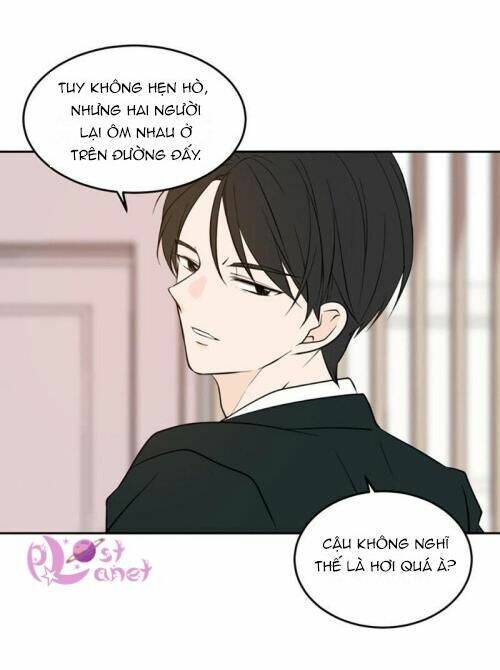 TUY KHÔNG HẸN HÒ,
NHƯNG HAI NGƯỜI
LẠI ÔM NHAU Ở
TRÊN ĐƯỜNG ĐẤY.
CẬU KHÔNG NGHĨ
THẾ LÀ HƠI QUÁ À?
Lost
Planet